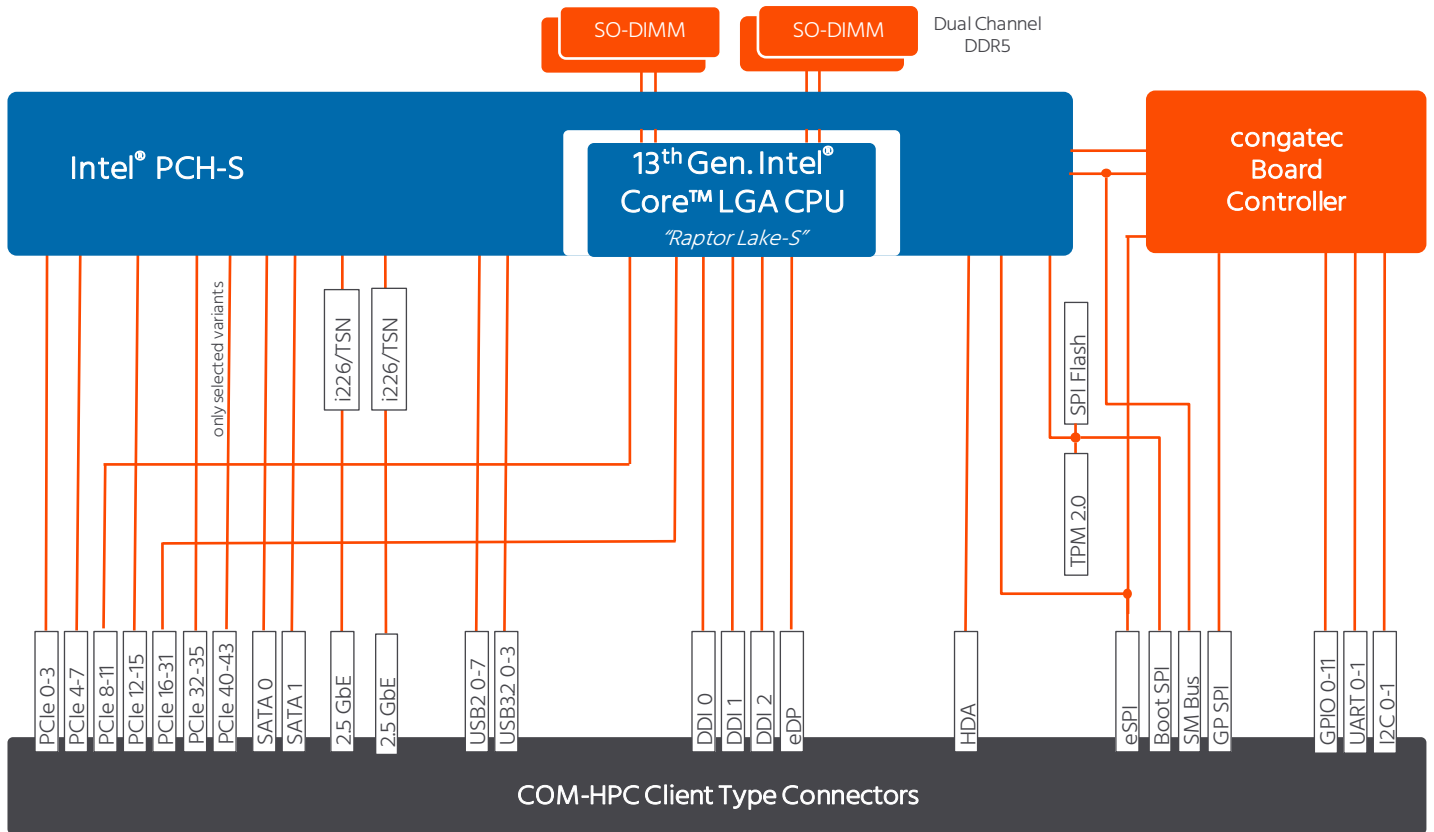 SO-DIMM
SO-DIMM
Dual Channel
DDR5
Intel® PCH-S
13th Gen. Intel®
Core™ LGA CPU
"Raptor Lake-S"
congatec
Board
Controller
only selected variants
i226/TSN
i226/TSN
SPI Flash
TPM 2.0
PCIe 0-3
PCIe 4-7
PCIe 8-11
PCIe 12-15
PCIe 16-31
PCIe 32-35
PCIe 40-43
SATA 0
SATA 1
2.5 GbE
2.5 GbE
USB2 0-7
USB32 0-3
DDI 0
DDI 1
DDI 2
eDP
HDA
eSPI
Boot SPI
SM Bus
GP SPI
GPIO 0-11
UART 0-1
I2C 0-1
COM-HPC Client Type Connectors